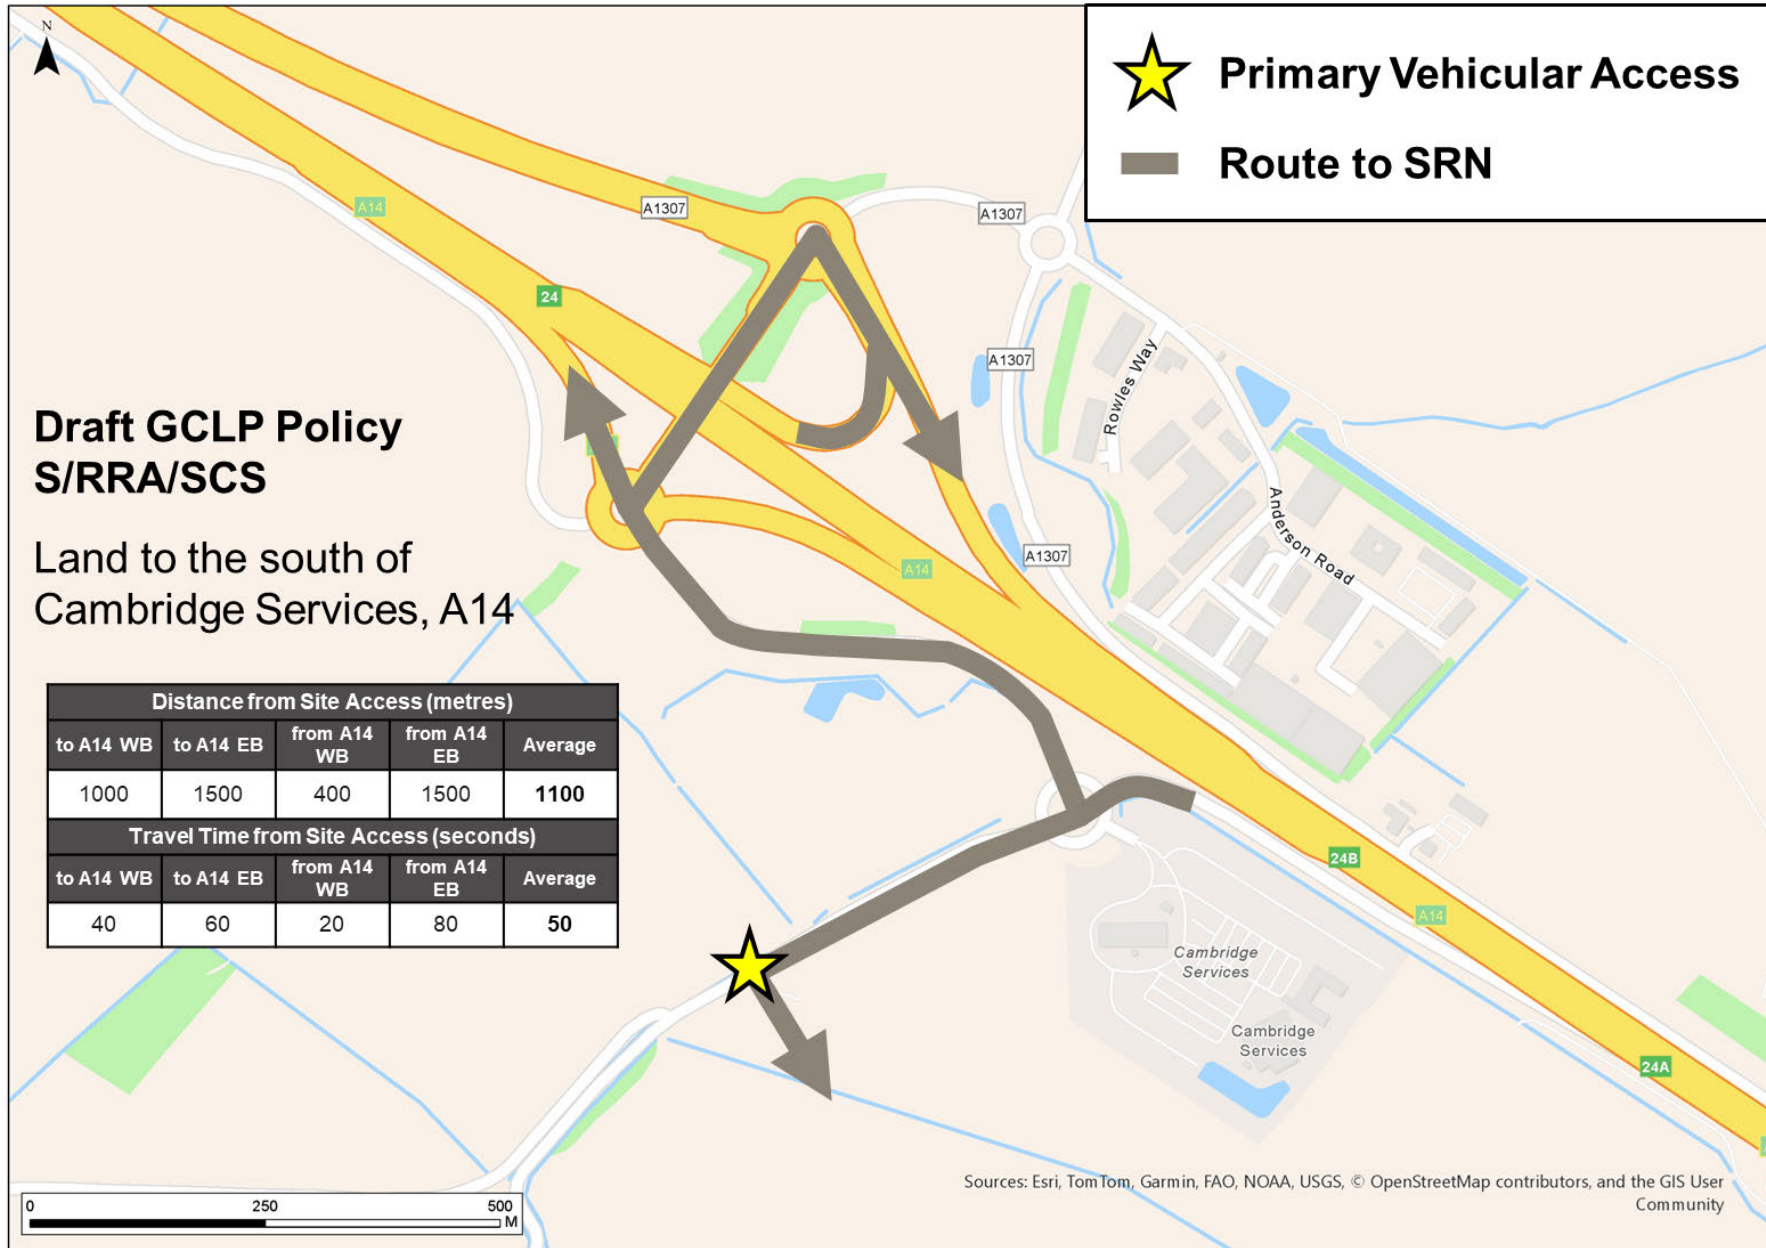 N
Primary Vehicular Access
Route to SRN
A14
A1307
A1307
24
A1307
Rowles Way
Draft GCLP Policy
S/RRA/SCS
Anderson Road
A1307
A14
Land to the south of
Cambridge Services, A14
Distance from Site Access (metres)
to A14 WB to A14 EB from A14 WB from A14 EB Average
1000 1500 400 1500 1100
Travel Time from Site Access (seconds)
to A14 WB to A14 EB from A14 WB from A14 EB Average
40 60 20 80 50
24B
A14
Cambridge
Services
Cambridge
Services
24A
Sources: Esri, TomTom, Garmin, FAO, NOAA, USGS, © OpenStreetMap contributors, and the GIS User
Community
0 250 500
M